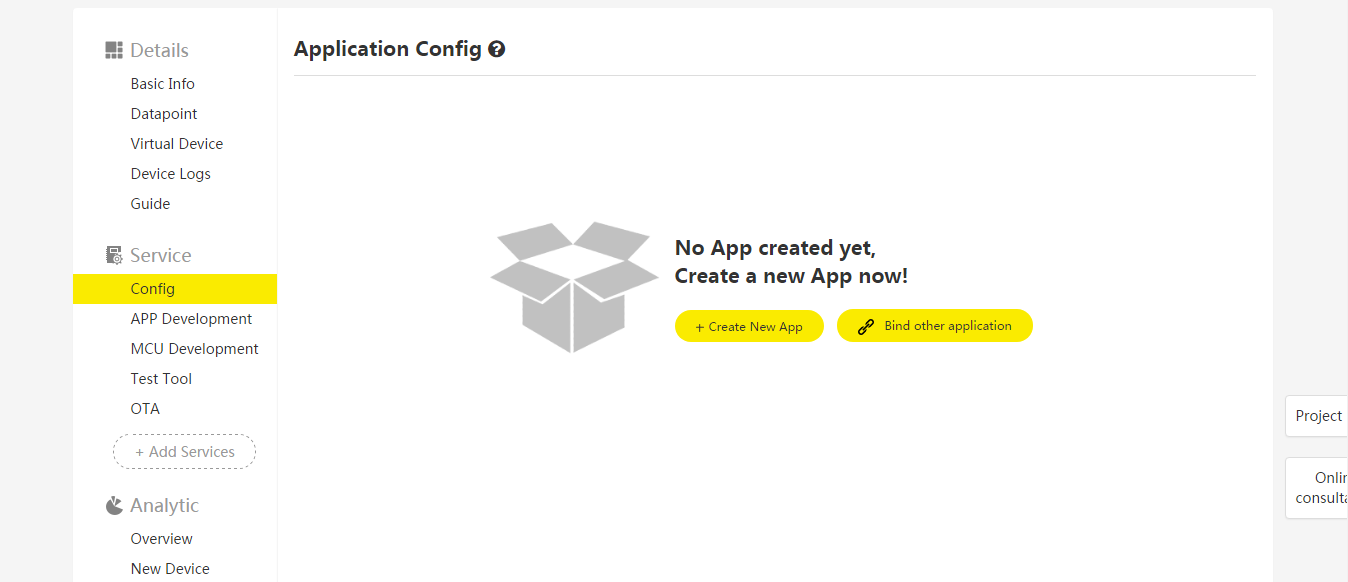 Details
Basic Info
Datapoint
Virtual Device
Device Logs
Guide
Service
Config
APP Development
MCU Development
Test Tool
OTA
+ Add Services
Analytic
Overview
New Device
Application Config
No App created yet,
Create a new App now!
+ Create New App
Bind other application
Project